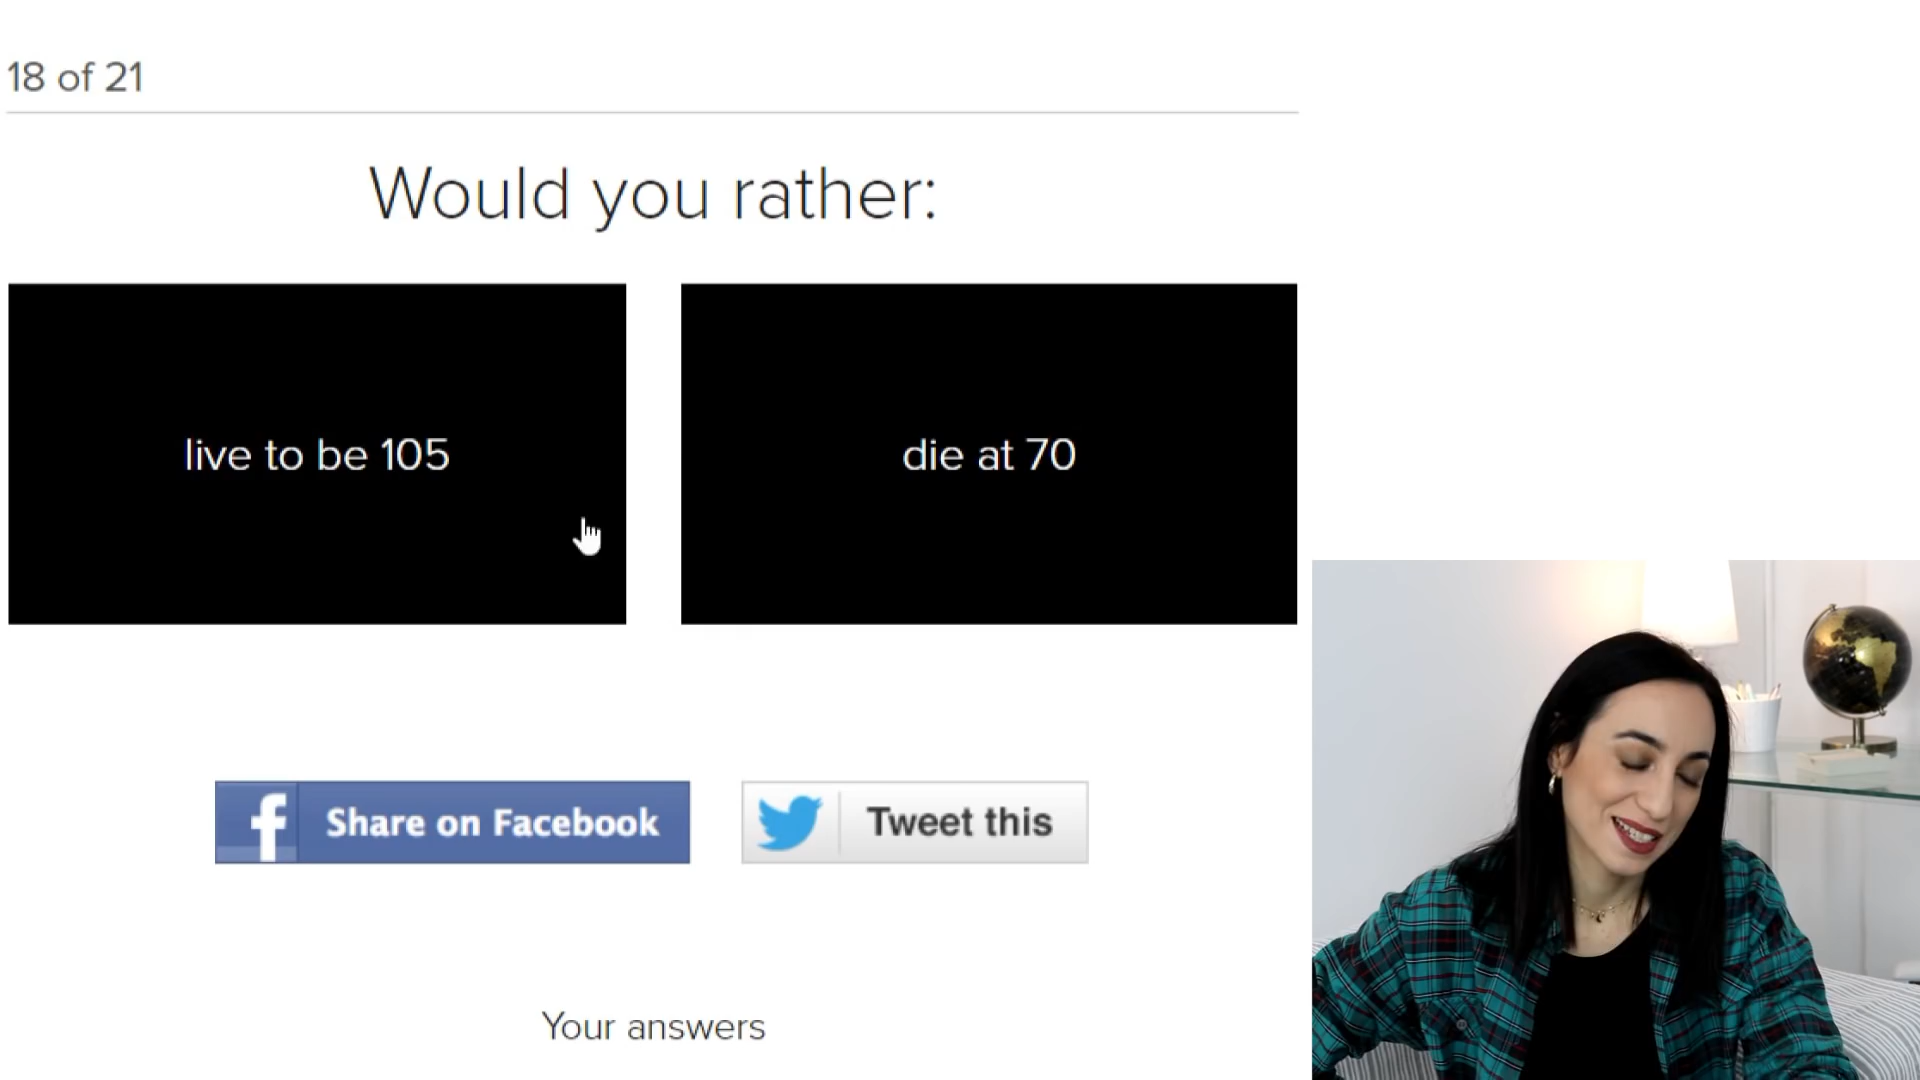 18 of 21
Would you rather:
live to be 105
die at 70
f Share on Facebook
Tweet this
Your answers